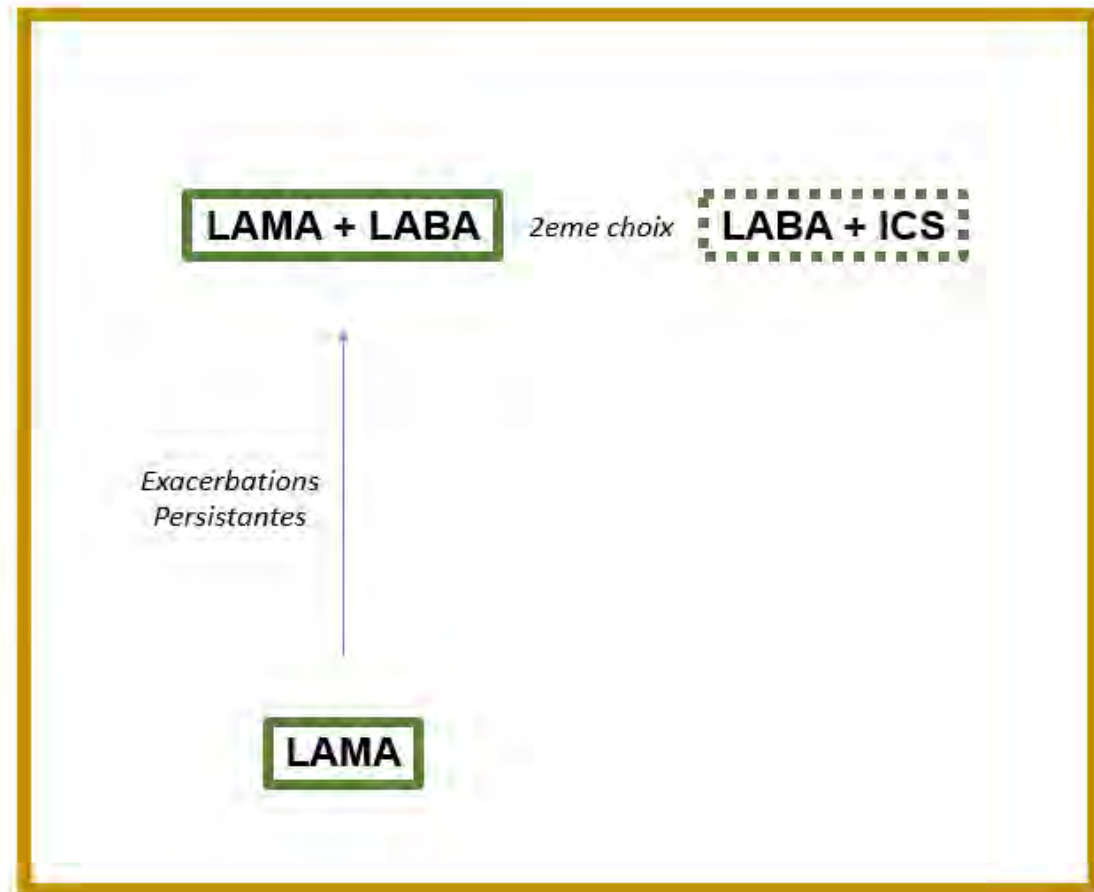 LAMA + LABA 2eme choix LABA + ICS
Exacerbations
Persistantes
LAMA